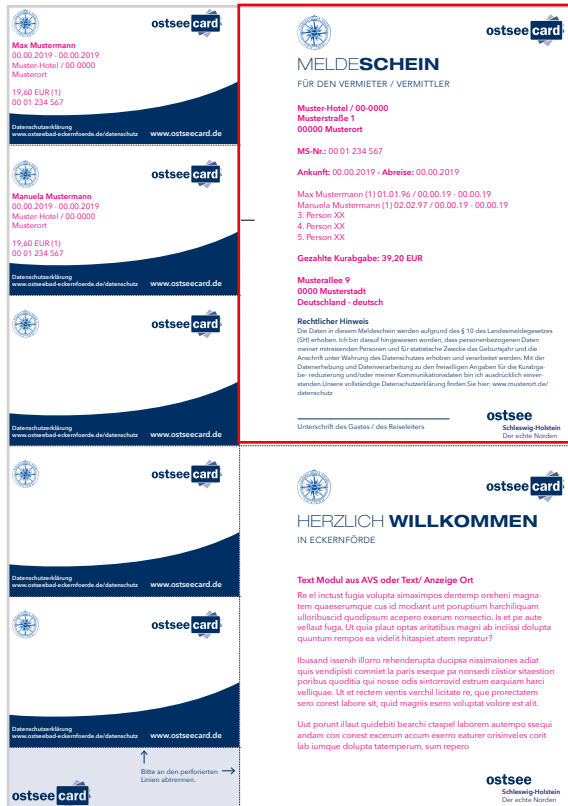 ostsee card
Max Mustermann
00.00.2019 - 00.00.2019
Muster-Hotel / 00-0000
Musterort
19,60 EUR (1)
00 01 234 567
Datenschutzerklärung
www.ostseebad-eckernfoerde.de/datenschutz
www.ostseecard.de
ostsee card
Manuela Mustermann
00.00.2019 - 00.00.2019
Muster-Hotel / 00-0000
Musterort
19,60 EUR (1)
00 01 234 567
Datenschutzerklärung
www.ostseebad-eckernfoerde.de/datenschutz
www.ostseecard.de
ostsee card
Datenschutzerklärung
www.ostseebad-eckernfoerde.de/datenschutz
www.ostseecard.de
ostsee card
Datenschutzerklärung
www.ostseebad-eckernfoerde.de/datenschutz
www.ostseecard.de
ostsee card
Datenschutzerklärung
www.ostseebad-eckernfoerde.de/datenschutz
www.ostseecard.de
Bitte an den perforierten
Linien abtrennen.
ostsee card
ostsee card
MELDESCHEIN
FÜR DEN VERMIETER / VERMITTLER
Muster-Hotel / 00-0000
Musterstraße 1
00000 Musterort
MS-Nr.: 00 01 234 567
Ankunft: 00.00.2019 - Abreise: 00.00.2019
Max Mustermann (1) 01.01.96 / 00.00.19 - 00.00.19
Manuela Mustermann (1) 02.02.97 / 00.00.19 - 00.00.19
3. Person XX
4. Person XX
5. Person XX
Gezahlte Kurabgabe: 39,20 EUR
Musterallee 9
0000 Musterstadt
Deutschland - deutsch
Rechtlicher Hinweis
Die Daten in diesem Meldeschein werden aufgrund des § 10 des Landesmeldegesetzes
(SH) erhoben. Ich bin darauf hingewiesen worden, dass personenbezogenen Daten
meiner mitreisenden Personen und für statistische Zwecke das Geburtsjahr und die
Anschrift unter Wahrung des Datenschutzes erhoben und verarbeitet werden. Mit der
Datenerhebung und Datenverarbeitung zu den freiwilligen Angaben für die Kurabga-
be- reduzierung und/oder meiner Kommunikationsdaten bin ich ausdrücklich einver-
standen.Unsere vollständige Datenschutzerklärung finden Sie hier: www.musterort.de/
datenschutz
Unterschrift des Gastes / des Reiseleiters
ostsee
Schleswig-Holstein
Der echte Norden
ostsee card
HERZLICH WILLKOMMEN
IN ECKERNFÖRDE
Text Modul aus AVS oder Text/ Anzeige Ort
Re el inctust fugia volupta simaximpos dentemp oreheni magna-
tem quaeserumque cus id modiant unt poruptium harchiliquam
ulloribuscid quodipsum acepero exerum nonsectio. Is et pe aute
vellaut fuga. Ut quia plaut optas aritatibus magni ab inciissi dolupta
quuntum rempos ea videlit hitaspiet atem repratur?
Ibusand issenih illorro rehenderupta ducipsa nissimaiones adiat
quis vendipisti comniet la paris eseque pa nonsedi ciistior sitaestion
poribus quoditia qui nosse odis sintorrovid estrum eaquiam harci
velliquae. Ut et rectem ventis verchil licitate re, que prorectatem
sero corest labore sit, quid magnis esero voluptat volore est alit.
Uut porunt illaut quidebiti bearchi ctaspel laborem autempo ssequi
andam con conest excerum accum exerro eaturer orisinveles corit
lab iumque dolupta tatemperum, sum repero
ostsee
Schleswig-Holstein
Der echte Norden